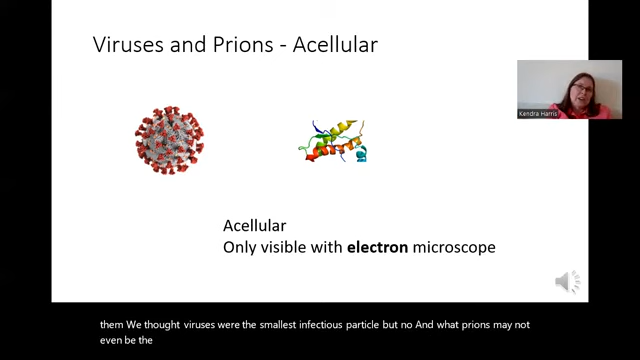 Viruses and Prions - Acellular
Kendra Harris
Acellular
Only visible with electron microscope
them We thought viruses were the smallest infectious particle but no And what prions may not
even be the